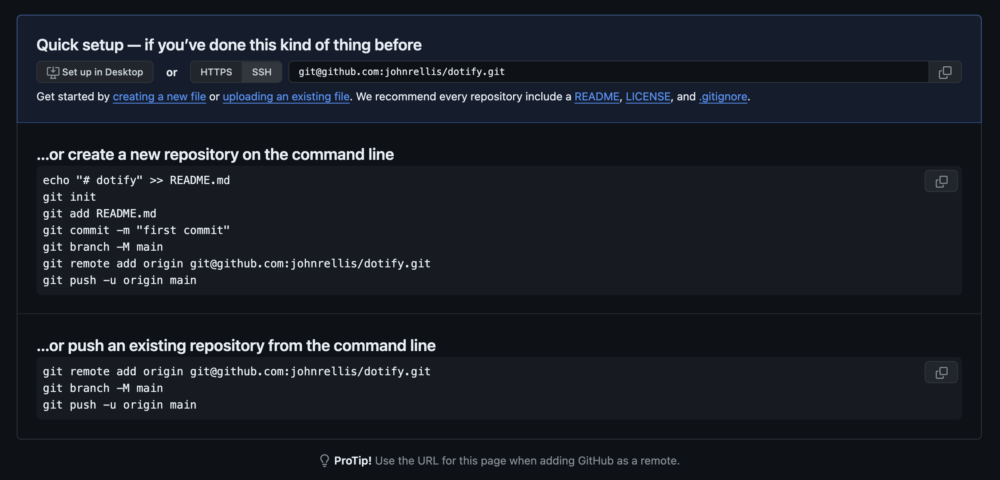 Quick setup — if you’ve done this kind of thing before
Set up in Desktop or HTTPS SSH git@github.com:johnrellis/dotify.git
Get started by creating a new file or uploading an existing file. We recommend every repository include a README, LICENSE, and .gitignore.
…or create a new repository on the command line
echo "# dotify" >> README.md
git init
git add README.md
git commit -m "first commit"
git branch -M main
git remote add origin git@github.com:johnrellis/dotify.git
git push -u origin main
…or push an existing repository from the command line
git remote add origin git@github.com:johnrellis/dotify.git
git branch -M main
git push -u origin main
ProTip! Use the URL for this page when adding GitHub as a remote.